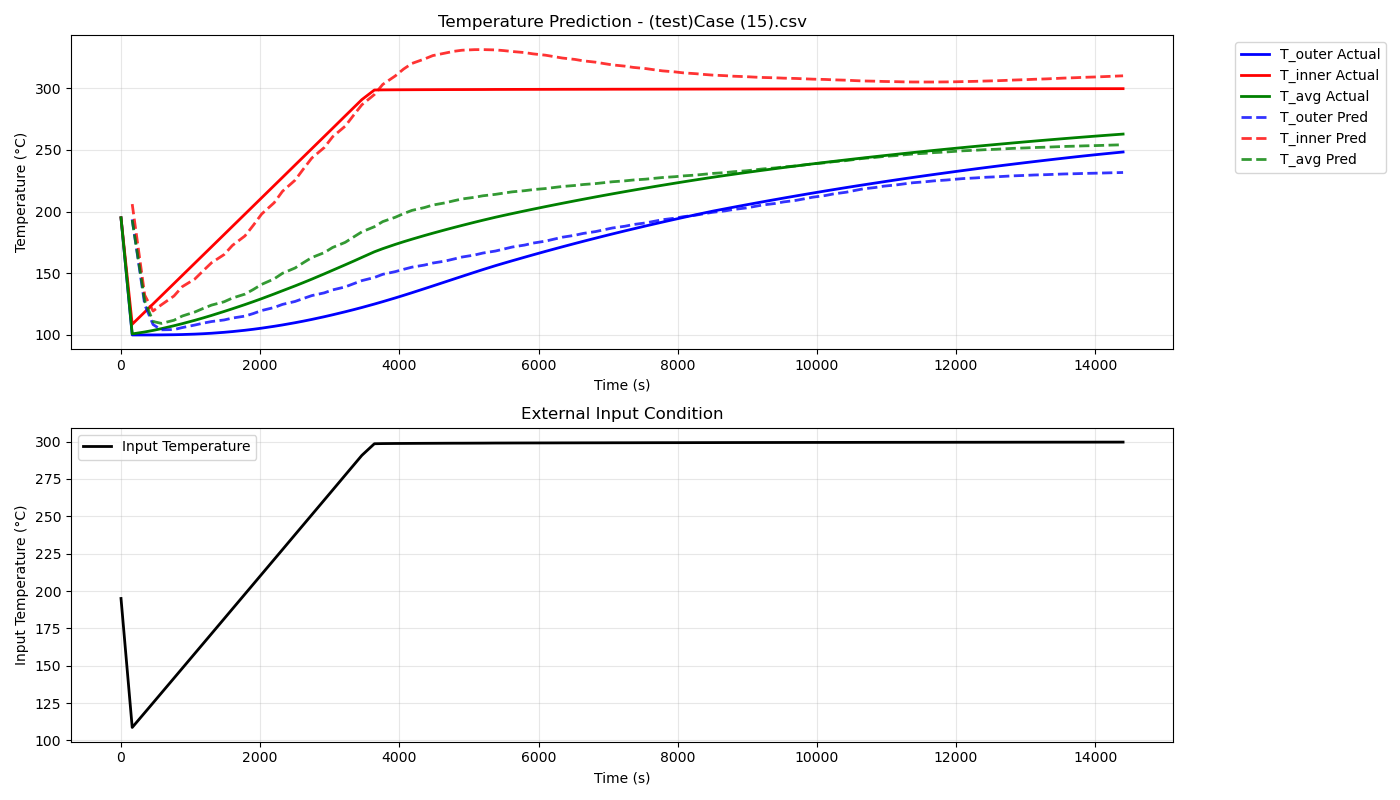 Temperature Prediction - (test)Case (15).csv
Temperature (°C)
300
250
200
150
100
0 2000 4000 6000 8000 10000 12000 14000
Time (s)
T_outer Actual
T_inner Actual
T_avg Actual
T_outer Pred
T_inner Pred
T_avg Pred
External Input Condition
Input Temperature (°C)
300
275
250
225
200
175
150
125
100
Input Temperature
0 2000 4000 6000 8000 10000 12000 14000
Time (s)